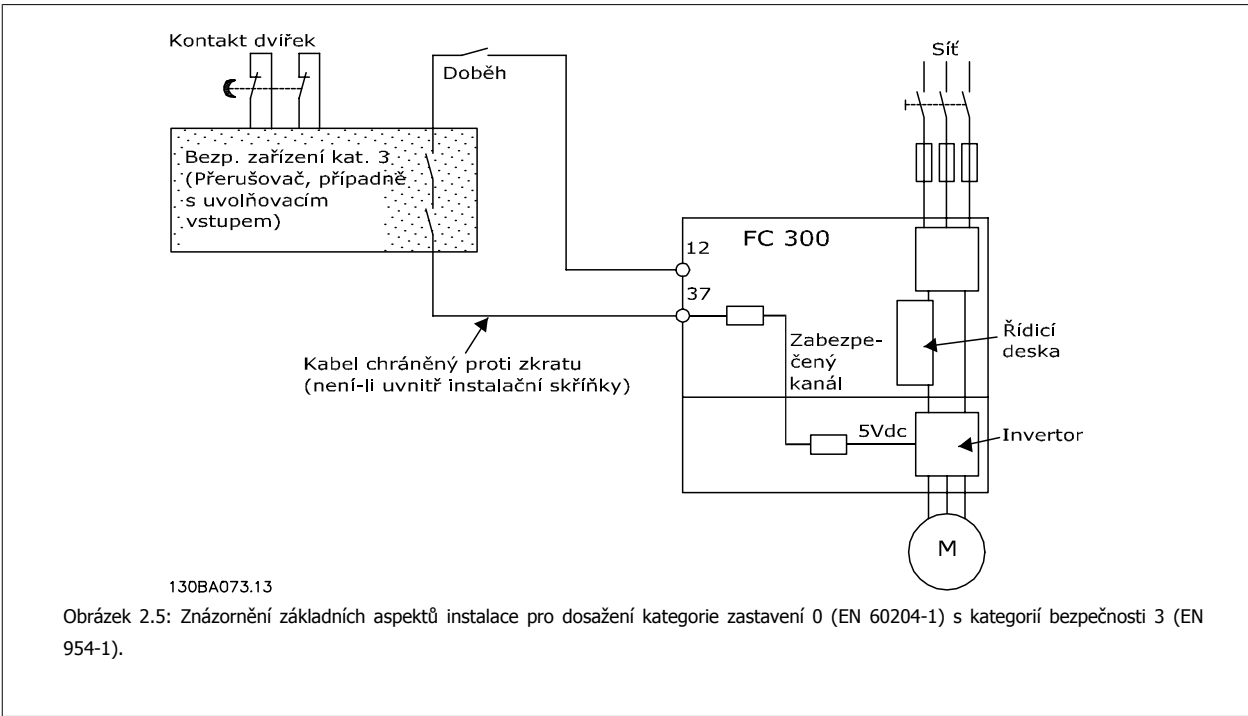 Kontakt dvířek
Doběh
Síť
Bezp. zařízení kat. 3
(Přerušovač, případně
s uvolňovacím
vstupem)
12
FC 300
37
Zabezpe-
čený
kanál
Řídicí
deska
Kabel chráněný proti zkratu
(není-li uvnitř instalační skříňky)
5Vdc
Invertor
M
130BA073.13
Obrázek 2.5: Znázornění základních aspektů instalace pro dosažení kategorie zastavení 0 (EN 60204-1) s kategorií bezpečnosti 3 (EN
954-1).